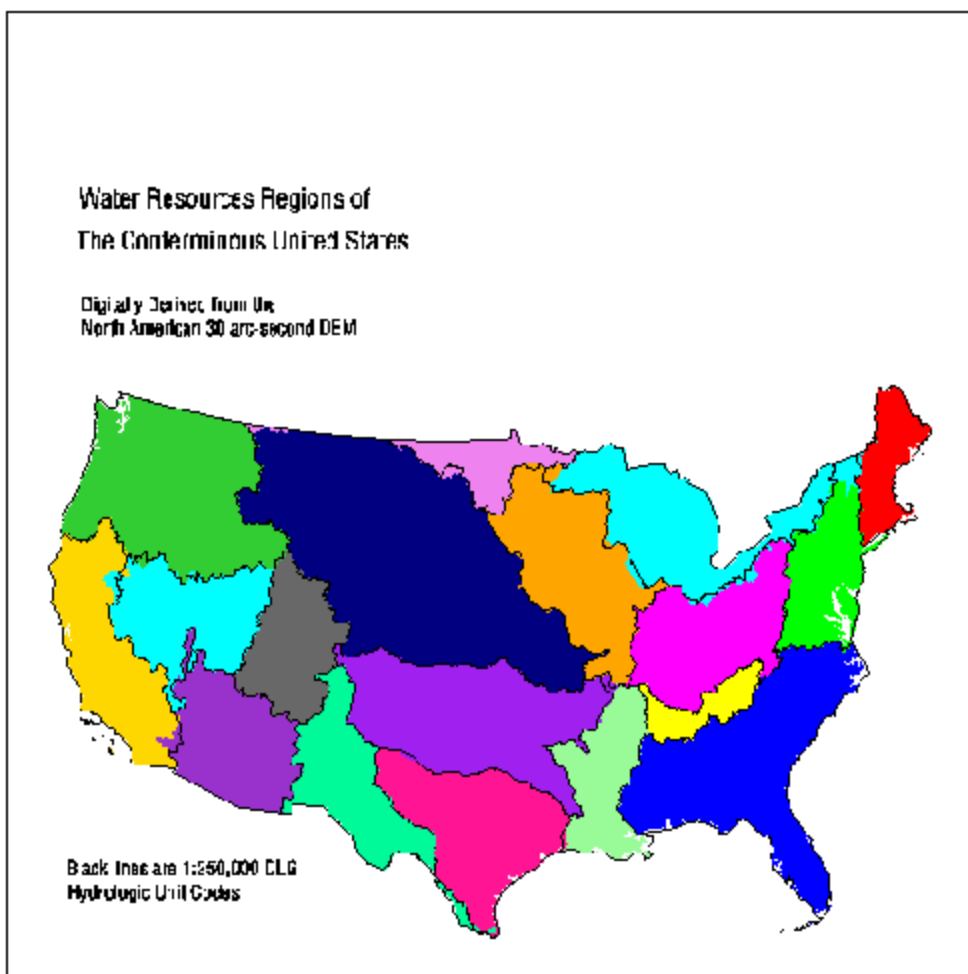 Water Resources Regions of
The Conterminous United States
Digitally Derived from the
North American 30 arc-second DEM
Black lines are 1:250,000 DLG
Hydrologic Unit Codes